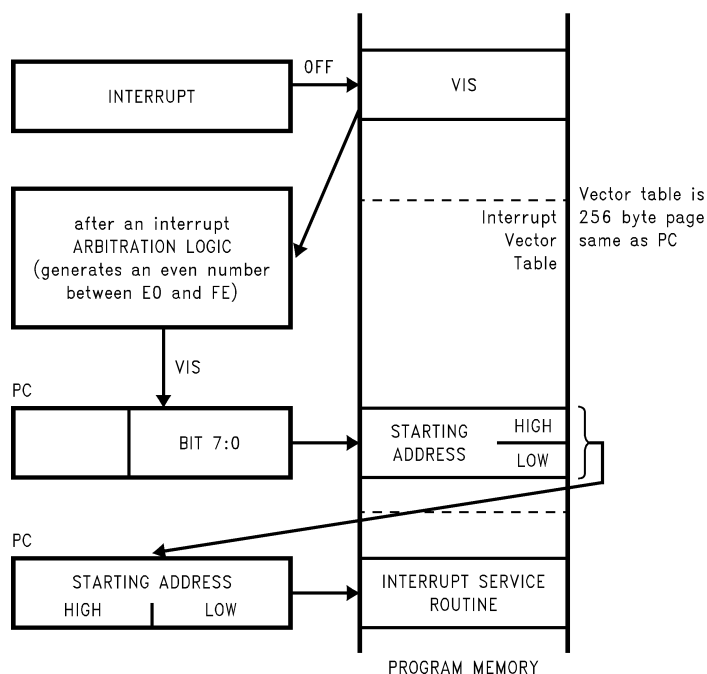 OFF
INTERRUPT
VIS
after an interrupt
ARBITRATION LOGIC
(generates an even number
between E0 and FE)
Interrupt
Vector
Table
Vector table is
256 byte page
same as PC
VIS
PC
BIT 7:0
STARTING
ADDRESS
HIGH
LOW
PC
STARTING ADDRESS
HIGH
LOW
INTERRUPT SERVICE
ROUTINE
PROGRAM MEMORY